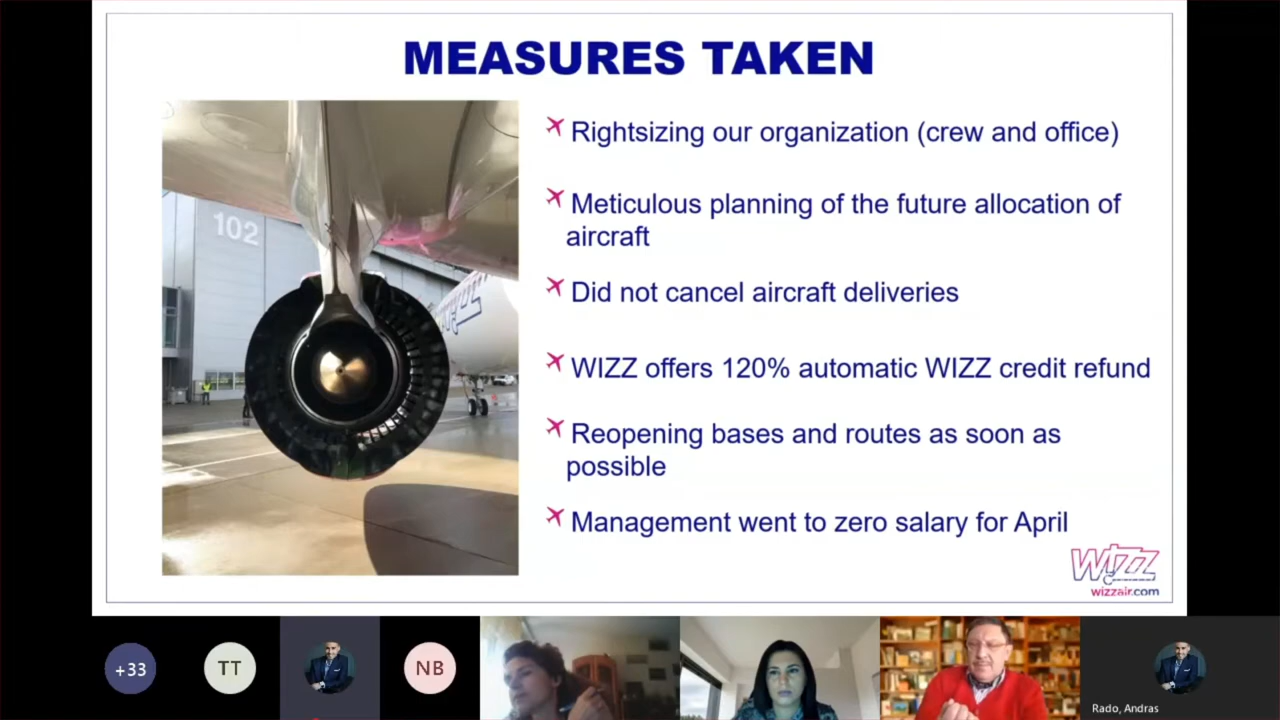 MEASURES TAKEN
102
Rightsizing our organization (crew and office)
Meticulous planning of the future allocation of
aircraft
Did not cancel aircraft deliveries
WIZZ offers 120% automatic WIZZ credit refund
Reopening bases and routes as soon as
possible
Management went to zero salary for April
WIZZ
wizzair.com
+33
TT
NB
Rado, Andras